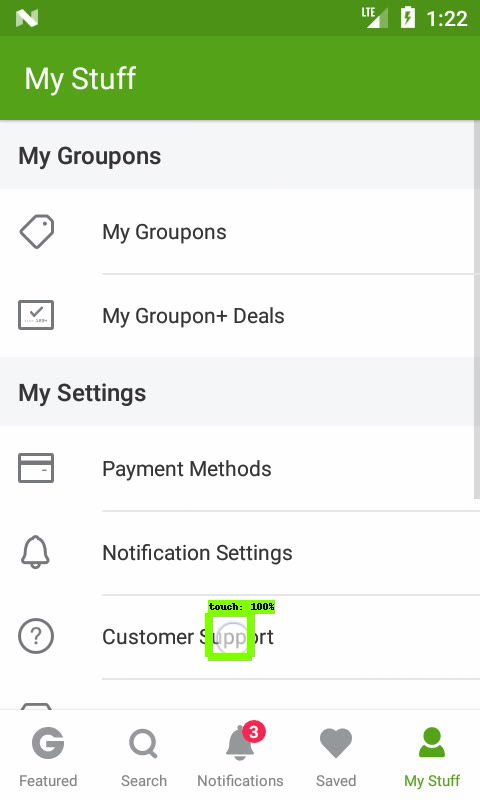 LTE 1:22
My Stuff
My Groupons
My Groupons
My Groupon+ Deals
My Settings
Payment Methods
Notification Settings
touch: 100%
Customer Support
3
Featured Search Notifications Saved My Stuff